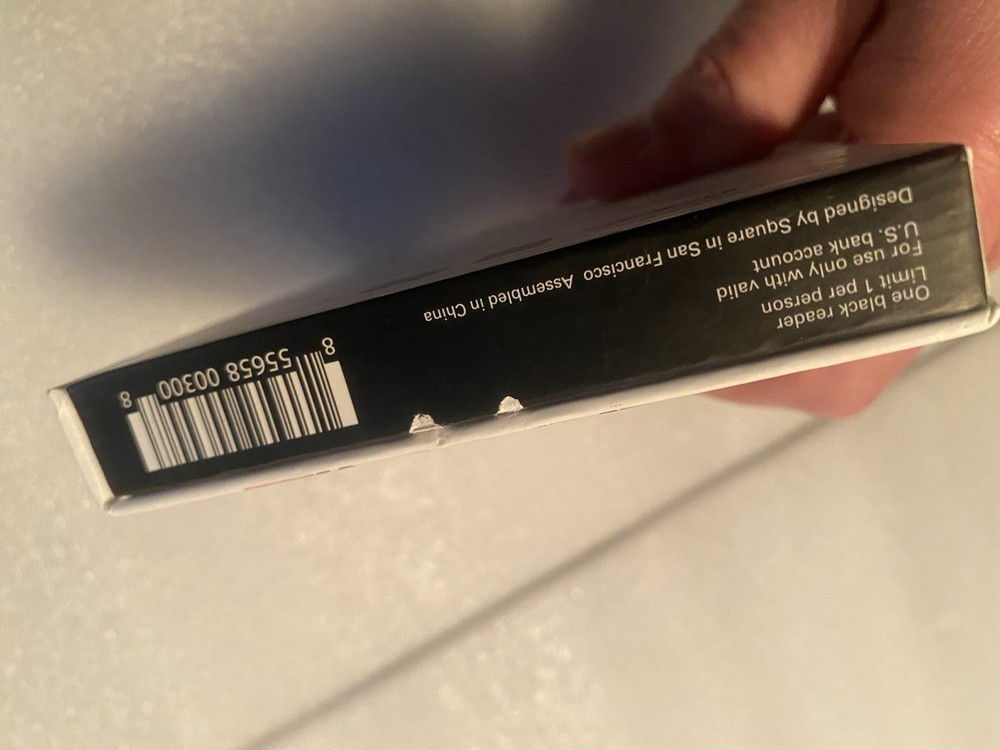 One black reader
Limit 1 per person
For use only with valid
U.S. bank account
Designed by Square in San Francisco Assembled in China
8 55658 00300 8